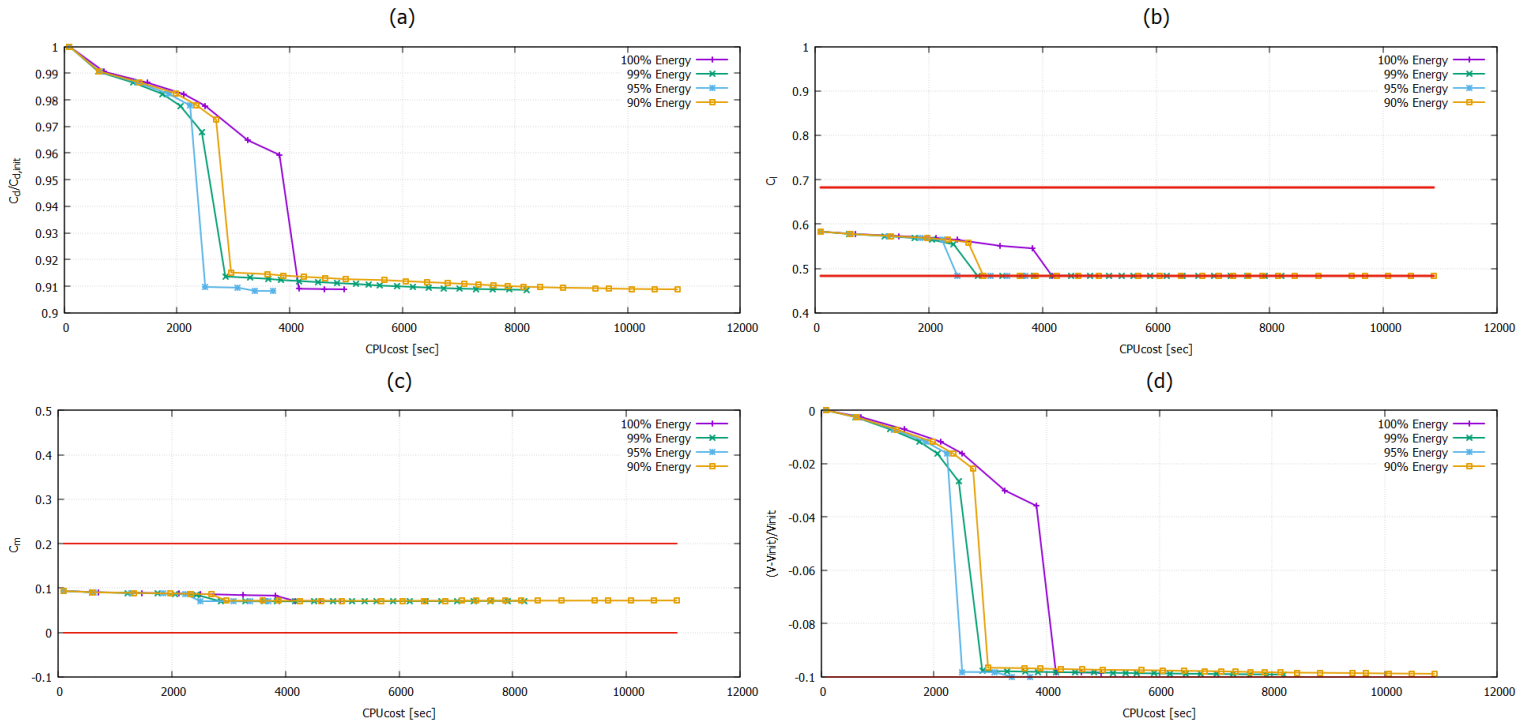 (a)
1
0.99
0.98
0.97
0.96
0.95
0.94
0.93
0.92
0.91
0.9
0 2000 4000 6000 8000 10000 12000
C_d/C_d,init
CPUcost [sec]
100% Energy
99% Energy
95% Energy
90% Energy
(b)
1
0.9
0.8
0.7
0.6
0.5
0.4
0 2000 4000 6000 8000 10000 12000
C_l
CPUcost [sec]
100% Energy
99% Energy
95% Energy
90% Energy
(c)
0.5
0.4
0.3
0.2
0.1
0
-0.1
0 2000 4000 6000 8000 10000 12000
C_m
CPUcost [sec]
100% Energy
99% Energy
95% Energy
90% Energy
(d)
0
-0.02
-0.04
-0.06
-0.08
-0.1
0 2000 4000 6000 8000 10000 12000
(V-Vinit)/Vinit
CPUcost [sec]
100% Energy
99% Energy
95% Energy
90% Energy